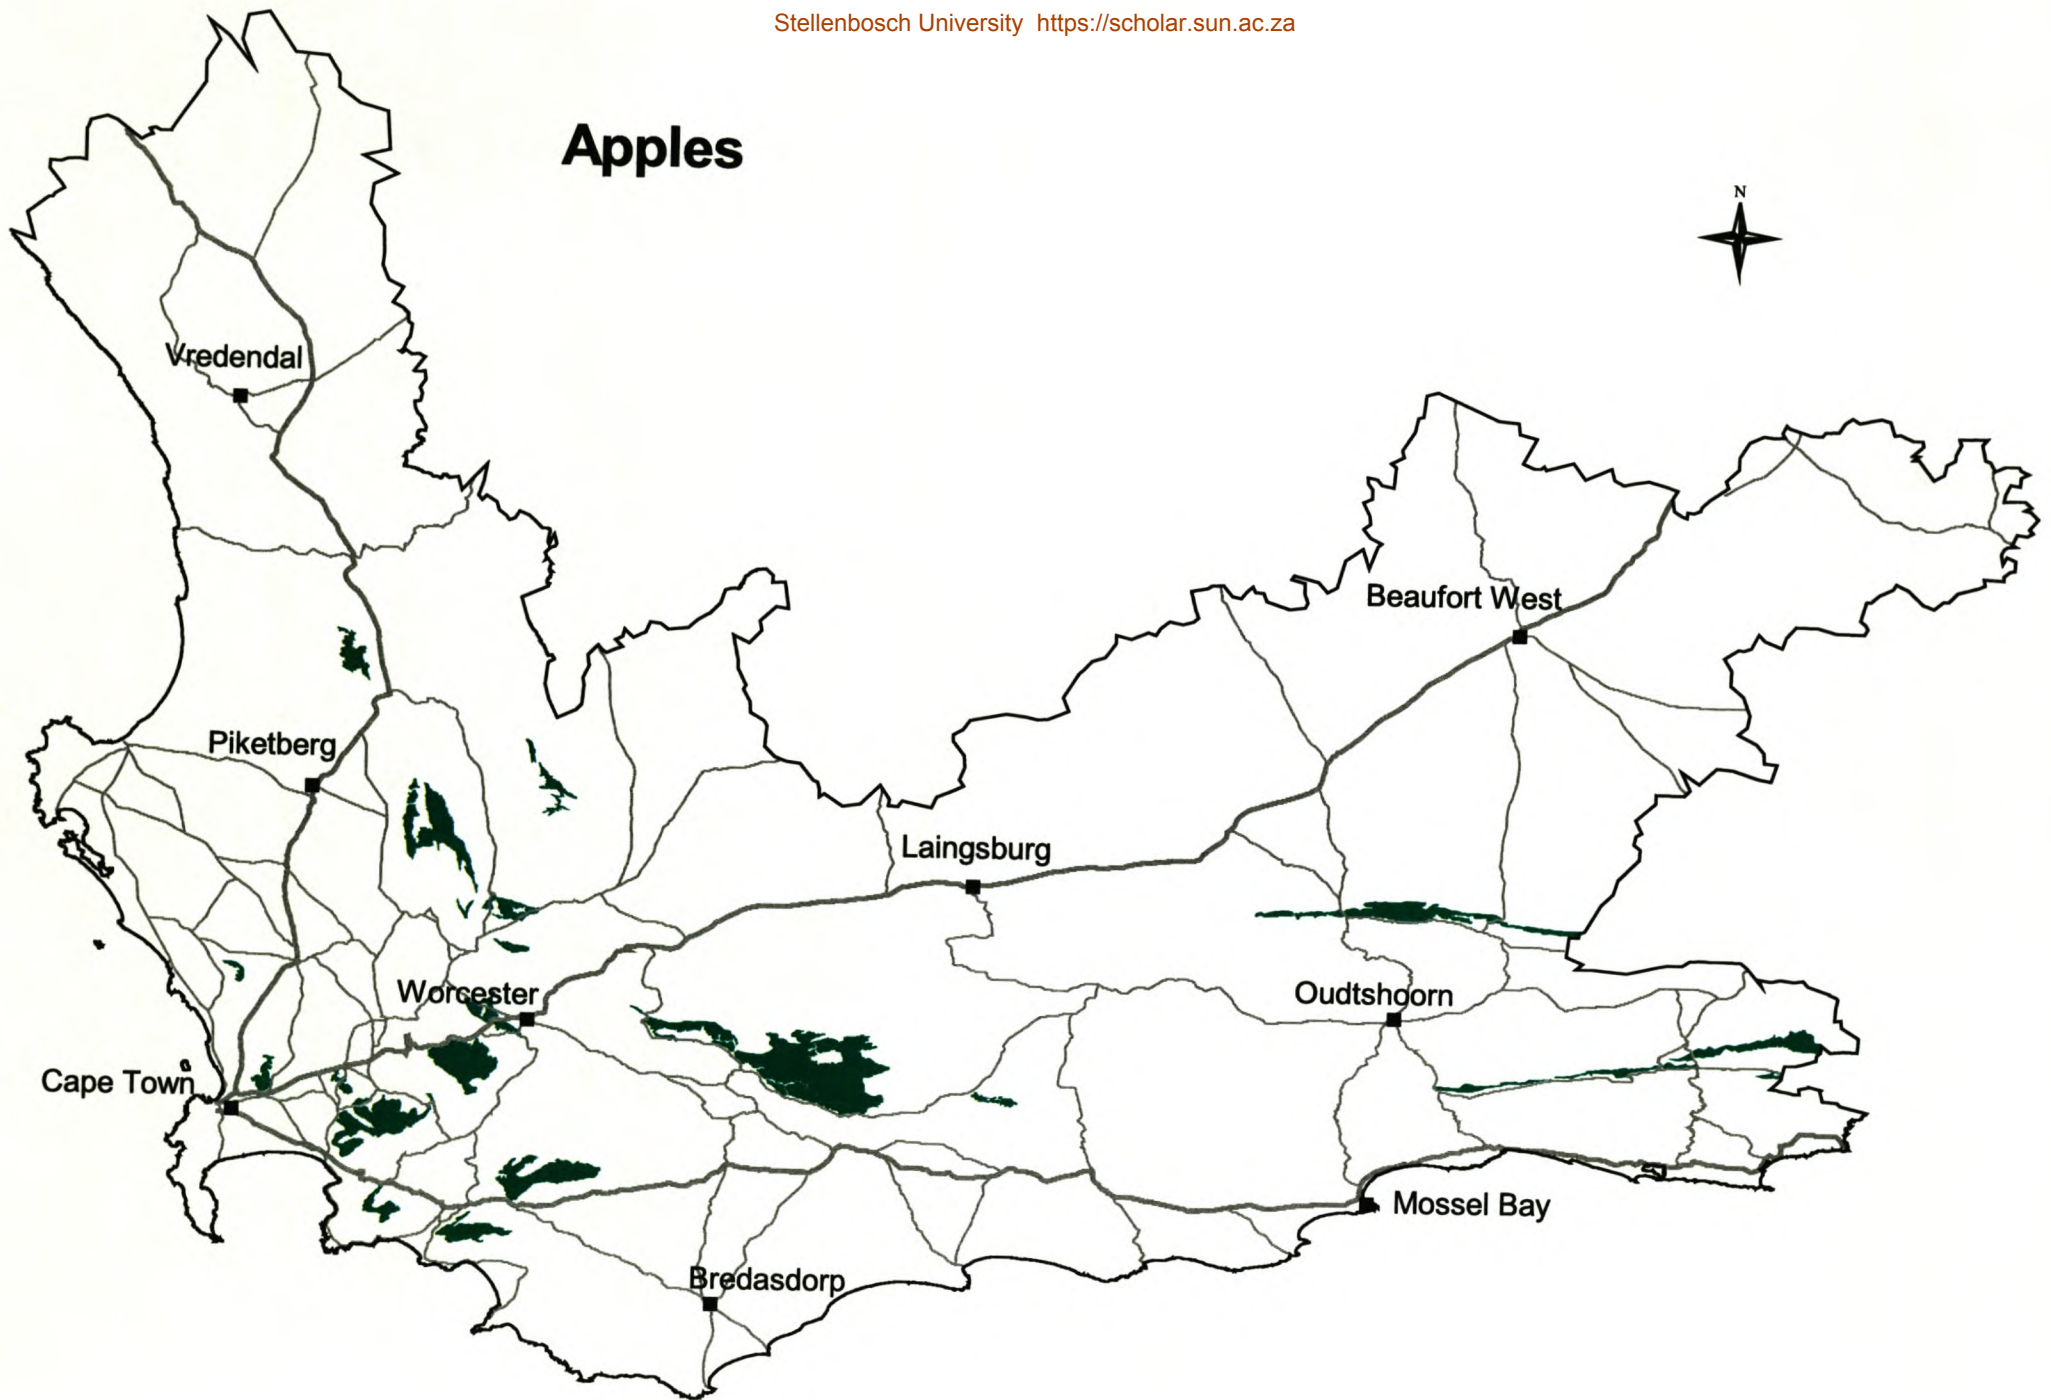 Stellenbosch University https://scholar.sun.ac.za
Apples
N
Vredendal
Beaufort West
Piketberg
Laingsburg
Worcester
Oudtshoorn
Cape Town
Mossel Bay
Bredasdorp